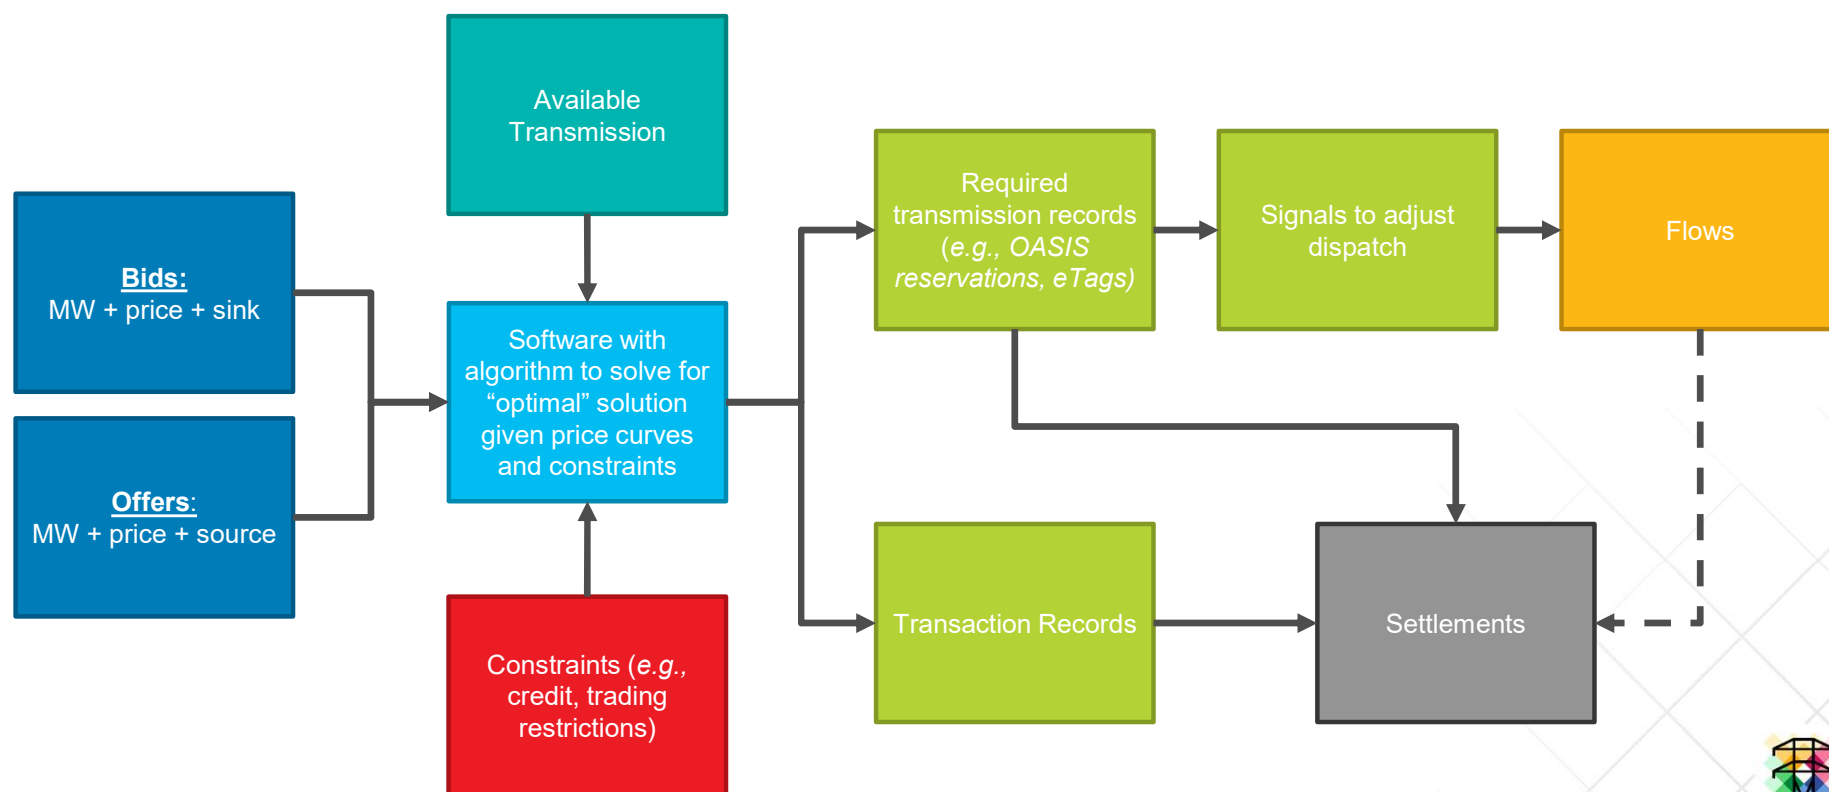 Available
Transmission
Bids:
MW + price + sink
Offers:
MW + price + source
Software with
algorithm to solve for
“optimal” solution
given price curves
and constraints
Constraints (e.g.,
credit, trading
restrictions)
Required
transmission records
(e.g., OASIS
reservations, eTags)
Signals to adjust
dispatch
Flows
Transaction Records
Settlements